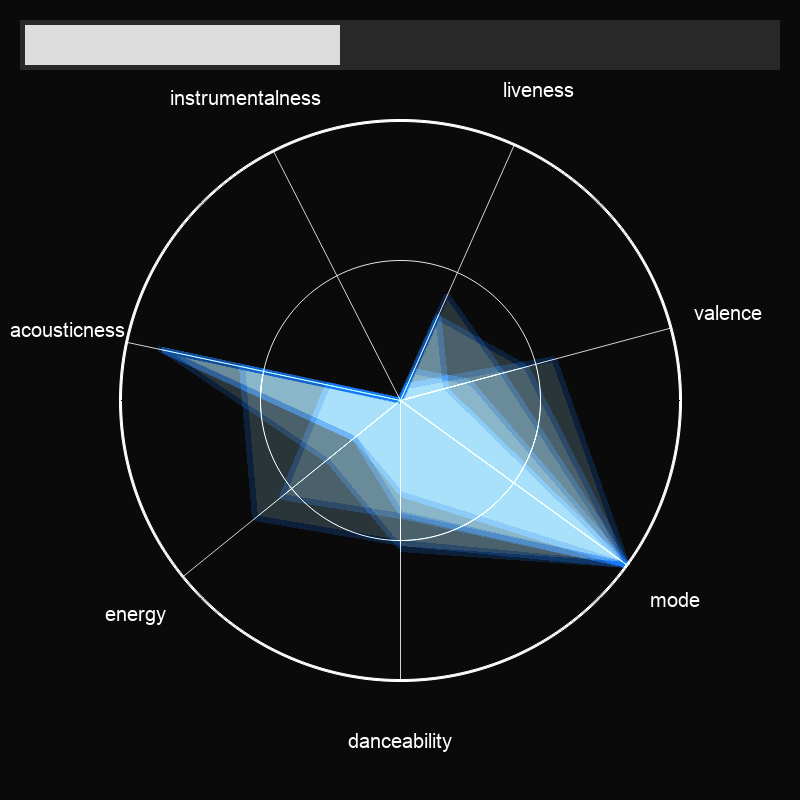 liveness
instrumentalness
valence
acousticness
mode
energy
danceability